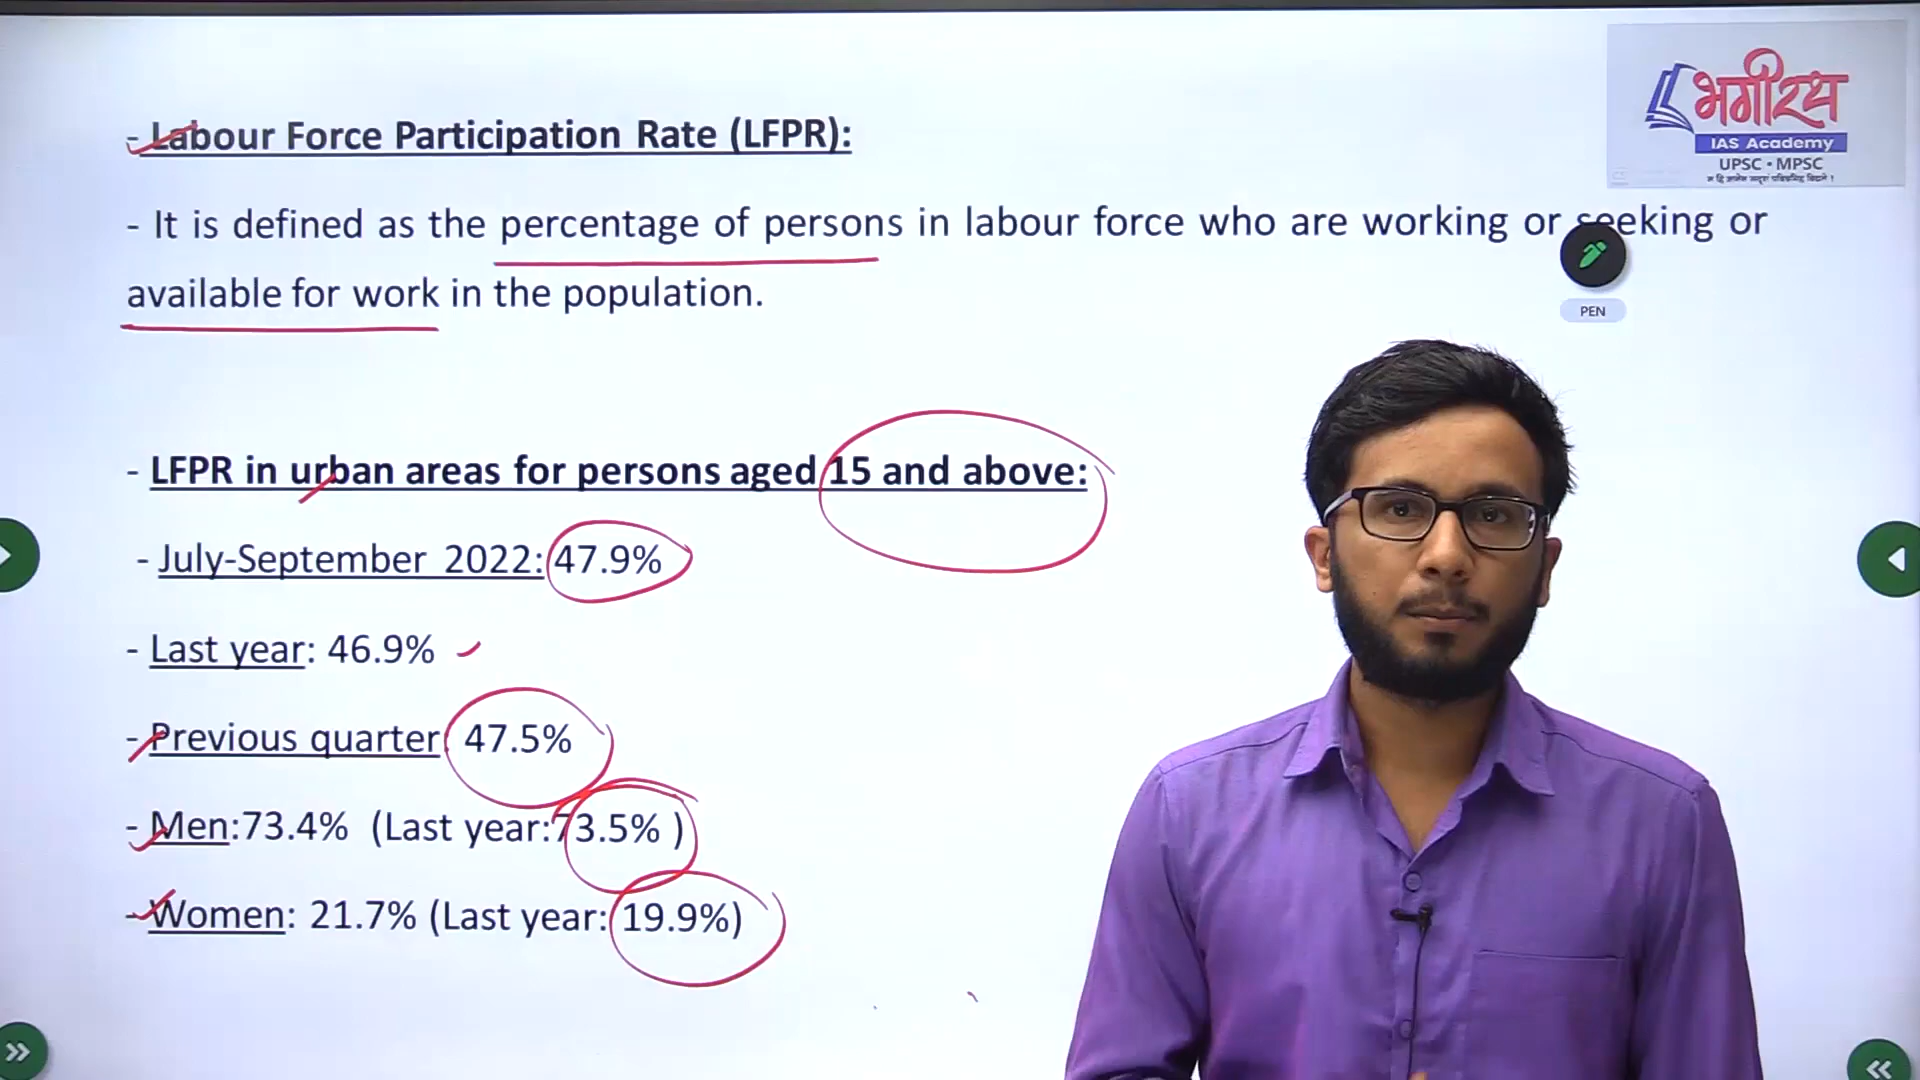 - Labour Force Participation Rate (LFPR):
- It is defined as the percentage of persons in labour force who are working or seeking or
available for work in the population.
- LFPR in urban areas for persons aged 15 and above:
- July-September 2022: 47.9%
- Last year: 46.9%
- Previous quarter: 47.5%
- Men:73.4% (Last year:73.5% )
- Women: 21.7% (Last year: 19.9%)
भगीरथ
IAS Academy
UPSC • MPSC
PEN